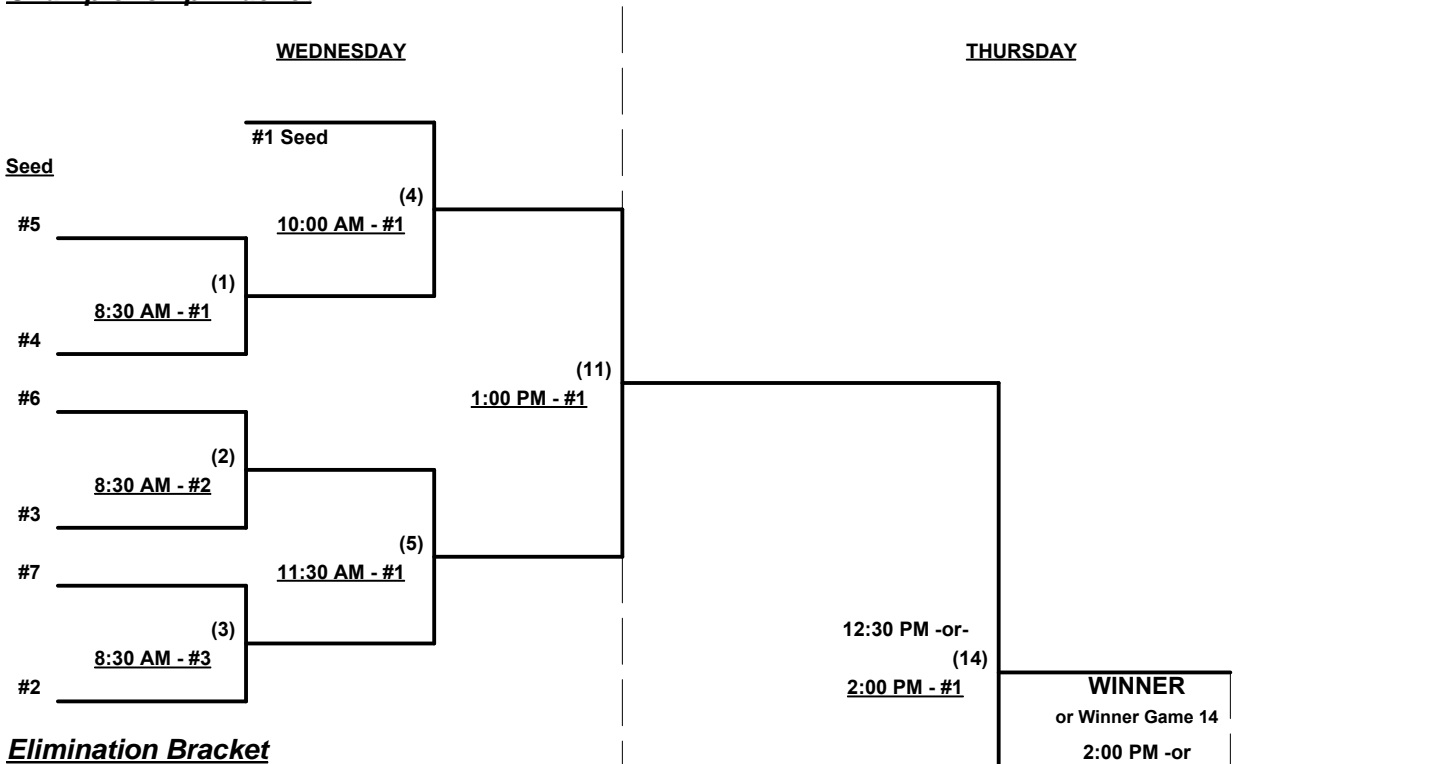 WEDNESDAY
THURSDAY
#1 Seed
Seed
(4)
#5
10:00 AM - #1
(1)
8:30 AM - #1
#4
(11)
#6
1:00 PM - #1
(2)
8:30 AM - #2
#3
(5)
#7
11:30 AM - #1
(3)
12:30 PM -or-
8:30 AM - #3
(14)
#2
2:00 PM - #1
WINNER
or Winner Game 14
Elimination Bracket
2:00 PM -or